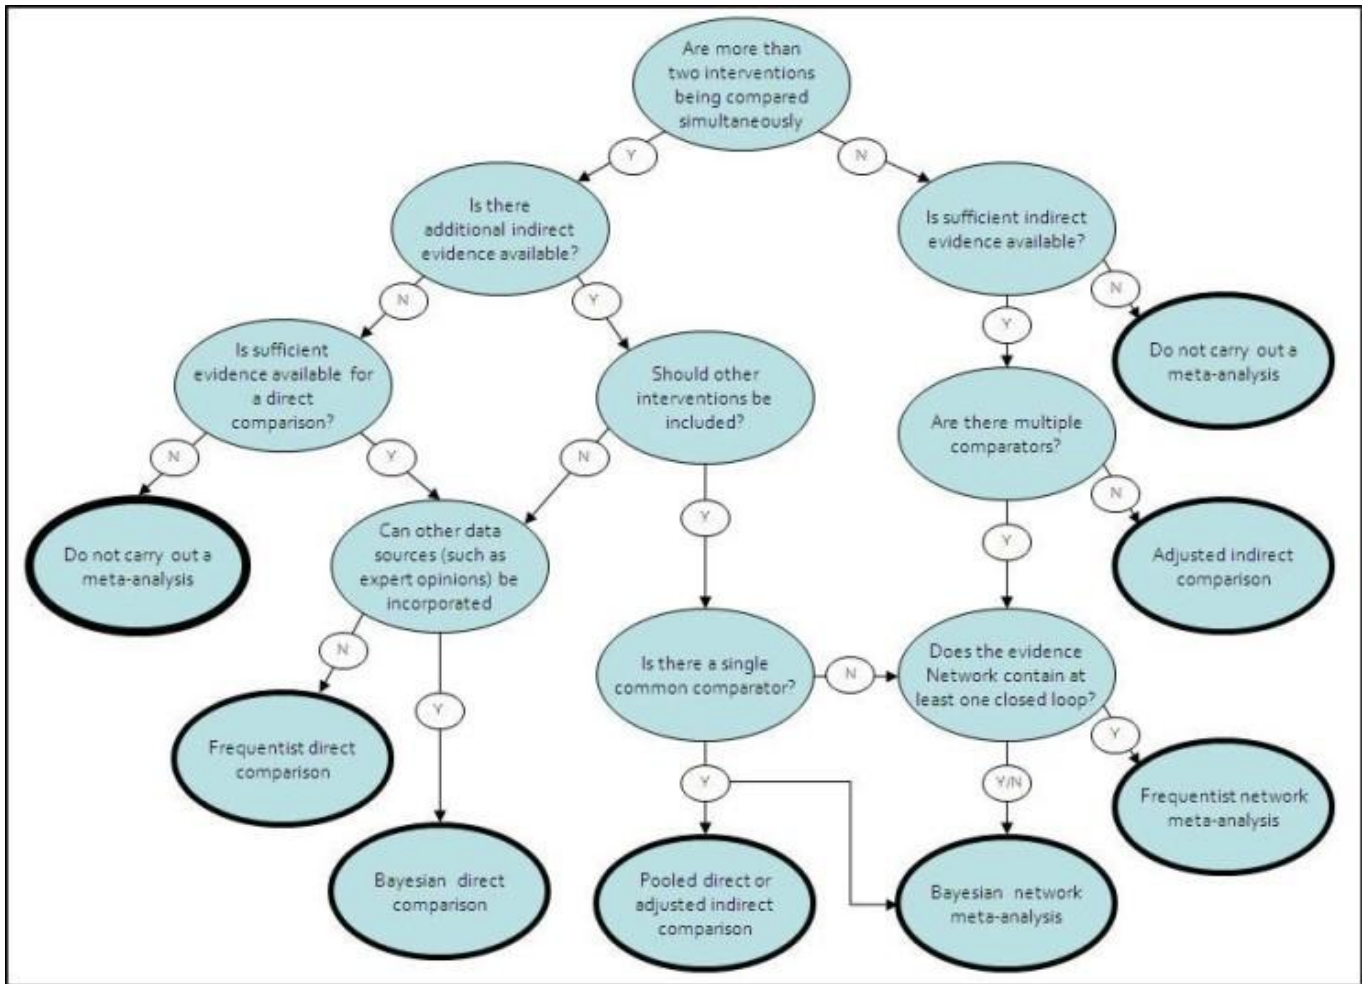 Are more than
two interventions
being compared
simultaneously
Y
N
Is there
additional indirect
evidence available?
Is sufficient indirect
evidence available?
N
Y
Y
N
Is sufficient
evidence available for
a direct
comparison?
Should other
interventions be
included?
Do not carry out a
meta-analysis
Are there multiple
comparators?
N
Y
N
Y
Y
N
Do not carry out a
meta-analysis
Can other data
sources (such as
expert opinions) be
incorporated
Adjusted indirect
comparison
N
Y
Is there a single
common comparator?
N
Does the evidence
Network contain at
least one closed loop?
Y
Frequentist direct
comparison
Y
Y/N
Frequentist network
meta-analysis
Bayesian direct
comparison
Pooled direct or
adjusted indirect
comparison
Bayesian network
meta-analysis